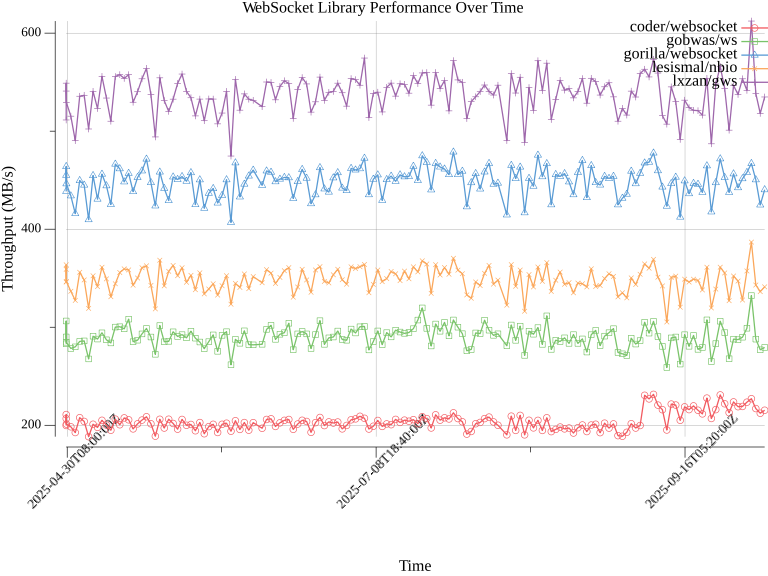 WebSocket Library Performance Over Time
coder/websocket
gobwas/ws
gorilla/websocket
lesismal/nbio
lxzan/gws
Throughput (MB/s)
600
400
200
2025-04-30T08:00:00Z
2025-07-08T18:40:00Z
2025-09-16T05:20:00Z
Time